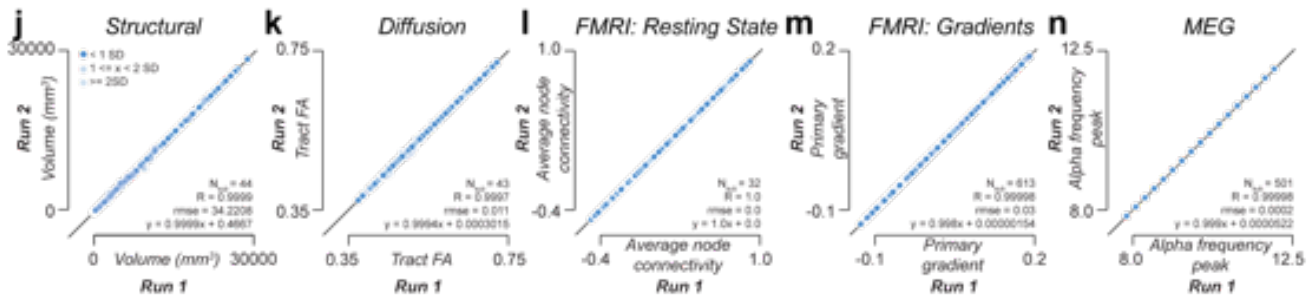 j Structural
30000
< 1 SD
1 <= x < 2 SD
>= 2SD
Run 2
Volume (mm³)
0
N = 44
R = 0.9999
rmse = 34.2208
y = 0.9999x + 0.4667
0 Volume (mm³) 30000
Run 1
k Diffusion
0.75
Run 2
Tract FA
0.35
N = 43
R = 0.9997
rmse = 0.011
y = 0.9994x + 0.0003015
0.35 Tract FA 0.75
Run 1
l FMRI: Resting State
1.0
Run 2
Average node
connectivity
-0.4
N = 32
R = 1.0
rmse = 0.0
y = 1.0x + 0.0
-0.4 Average node 1.0
connectivity
Run 1
m FMRI: Gradients
0.2
Run 2
Primary
gradient
-0.1
N = 613
R = 0.99998
rmse = 0.03
y = 0.998x + 0.00000154
-0.1 Primary 0.2
gradient
Run 1
n MEG
12.5
Run 2
Alpha frequency
peak
8.0
N = 501
R = 0.99998
rmse = 0.0002
y = 0.999x + 0.0000522
8.0 Alpha frequency 12.5
peak
Run 1